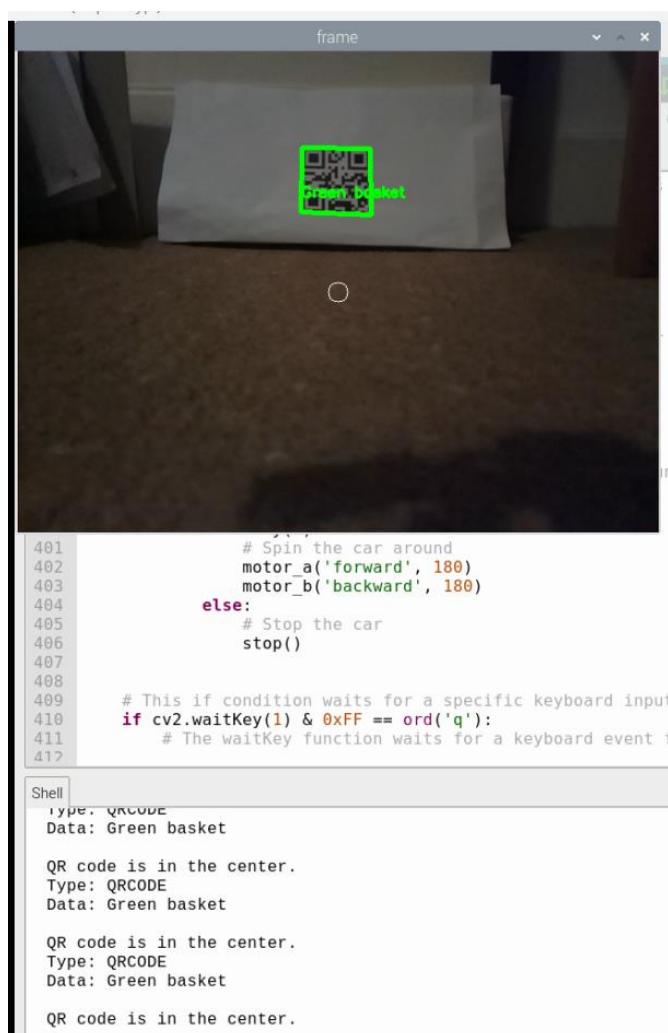 frame
Green basket
401 # Spin the car around
402 motor_a('forward', 180)
403 motor_b('backward', 180)
404 else:
405 # Stop the car
406 stop()
407
408
409 # This if condition waits for a specific keyboard input
410 if cv2.waitKey(1) & 0xFF == ord('q'):
411 # The waitKey function waits for a keyboard event
412
Shell
Type: QRCODE
Data: Green basket
QR code is in the center.
Type: QRCODE
Data: Green basket
QR code is in the center.
Type: QRCODE
Data: Green basket
QR code is in the center.